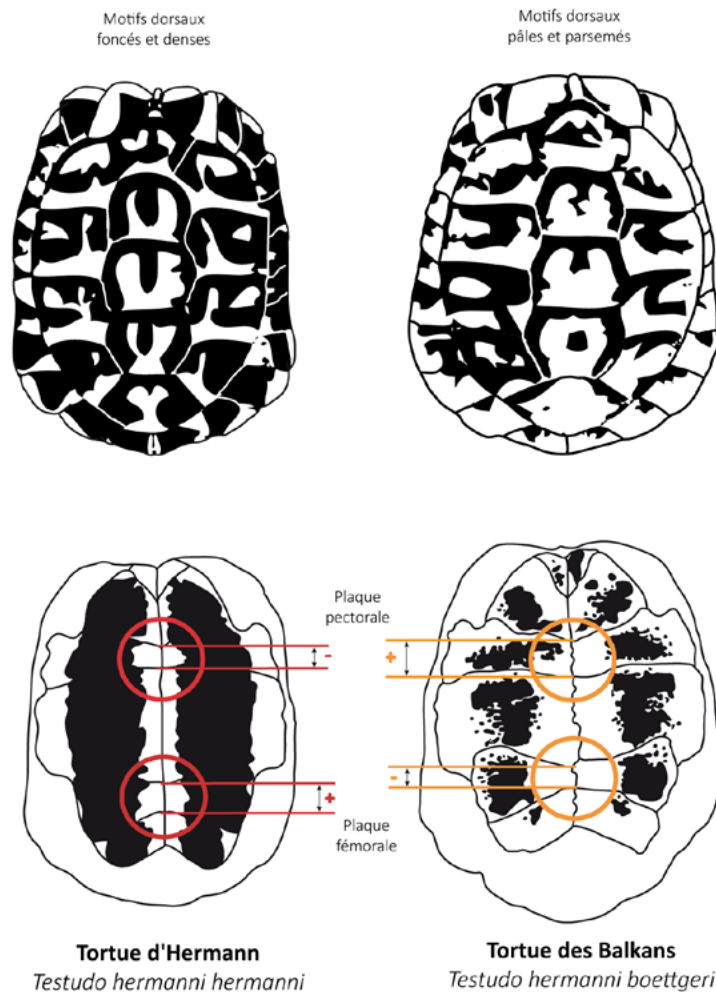 Motifs dorsaux
foncés et denses
Motifs dorsaux
pâles et parsemés
Plaque
pectorale
-
+
+
-
Plaque
fémorale
Tortue d'Hermann
Testudo hermanni hermanni
Tortue des Balkans
Testudo hermanni boettgeri